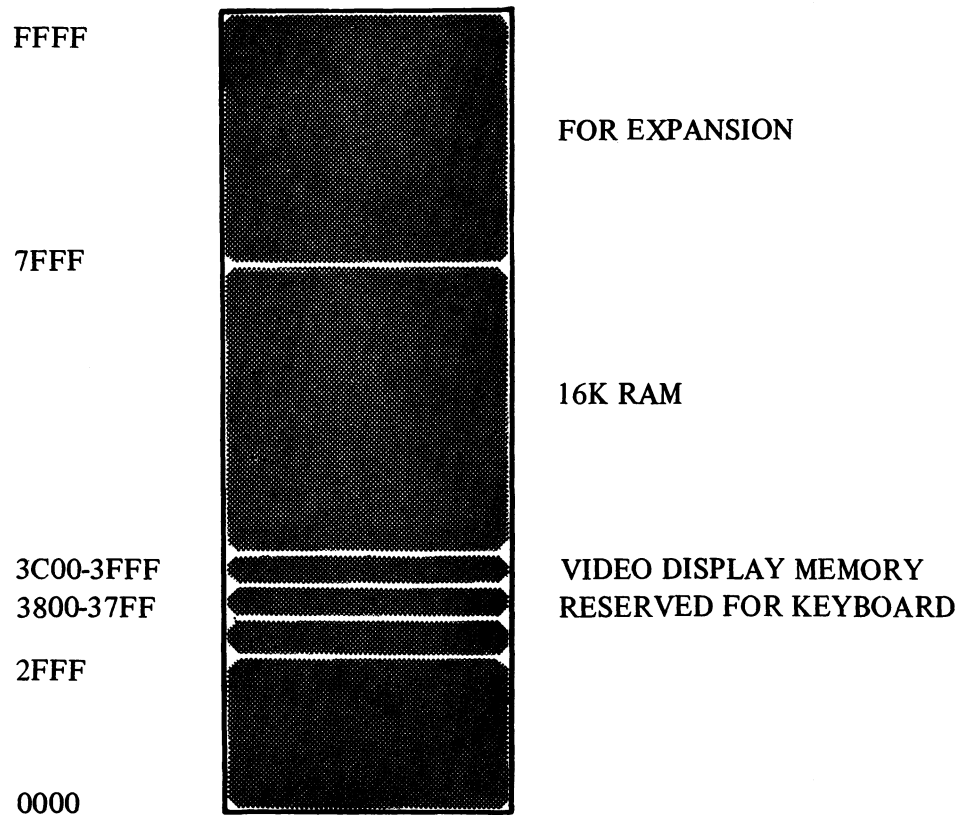 FFFF
FOR EXPANSION
7FFF
16K RAM
3C00-3FFF VIDEO DISPLAY MEMORY
3800-37FF RESERVED FOR KEYBOARD
2FFF
0000